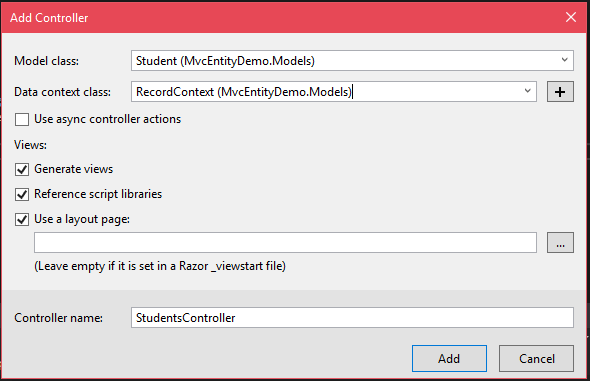 Add Controller
Model class: Student (MvcEntityDemo.Models)
Data context class: RecordContext (MvcEntityDemo.Models) +
Use async controller actions
Views:
Generate views
Reference script libraries
Use a layout page:
...
(Leave empty if it is set in a Razor _viewstart file)
Controller name: StudentsController
Add Cancel